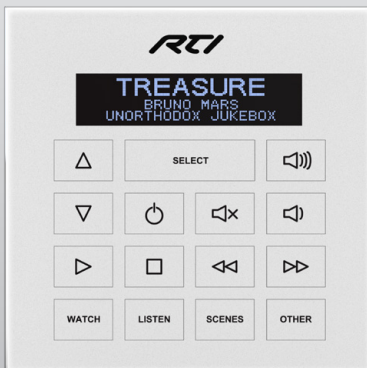 RTI
TREASURE
BRUNO MARS
UNORTHODOX JUKEBOX
SELECT
WATCH
LISTEN
SCENES
OTHER